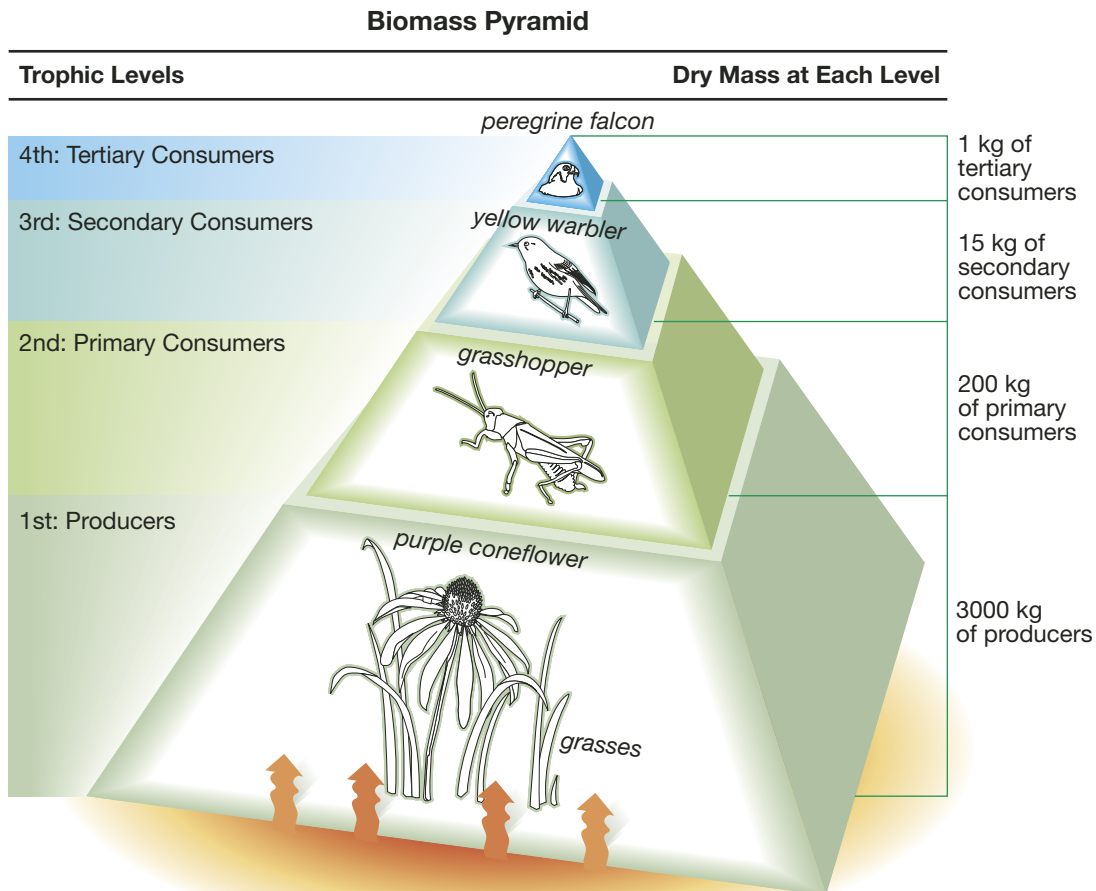 Biomass Pyramid
Trophic Levels
Dry Mass at Each Level
peregrine falcon
4th: Tertiary Consumers
1 kg of
tertiary
consumers
3rd: Secondary Consumers
yellow warbler
15 kg of
secondary
consumers
2nd: Primary Consumers
grasshopper
200 kg
of primary
consumers
1st: Producers
purple coneflower
3000 kg
of producers
grasses